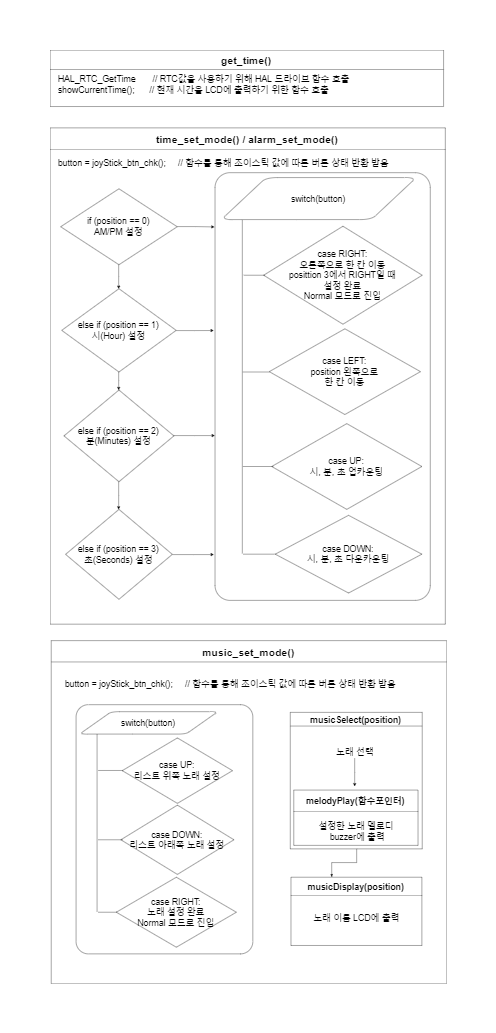 get_time()
HAL_RTC_GetTime // RTC값을 사용하기 위해 HAL 드라이브 함수 호출
showCurrentTime(); // 현재 시간을 LCD에 출력하기 위한 함수 호출
time_set_mode() / alarm_set_mode()
button = joyStick_btn_chk(); // 함수를 통해 조이스틱 값에 따른 버튼 상태 반환 받음
if (position == 0)
AM/PM 설정
else if (position == 1)
시(Hour) 설정
else if (position == 2)
분(Minutes) 설정
else if (position == 3)
초(Seconds) 설정
switch(button)
case RIGHT:
오른쪽으로 한 칸 이동
posittion 3에서 RIGHT일 때
설정 완료
Normal 모드로 진입
case LEFT:
position 왼쪽으로
한 칸 이동
case UP:
시, 분, 초 업카운팅
case DOWN:
시, 분, 초 다운카운팅
music_set_mode()
button = joyStick_btn_chk(); // 함수를 통해 조이스틱 값에 따른 버튼 상태 반환 받음
switch(button)
case UP:
리스트 위쪽 노래 설정
case DOWN:
리스트 아래쪽 노래 설정
case RIGHT:
노래 설정 완료
Normal 모드로 진입
musicSelect(position)
노래 선택
melodyPlay(함수포인터)
설정한 노래 멜로디
buzzer에 출력
musicDisplay(position)
노래 이름 LCD에 출력